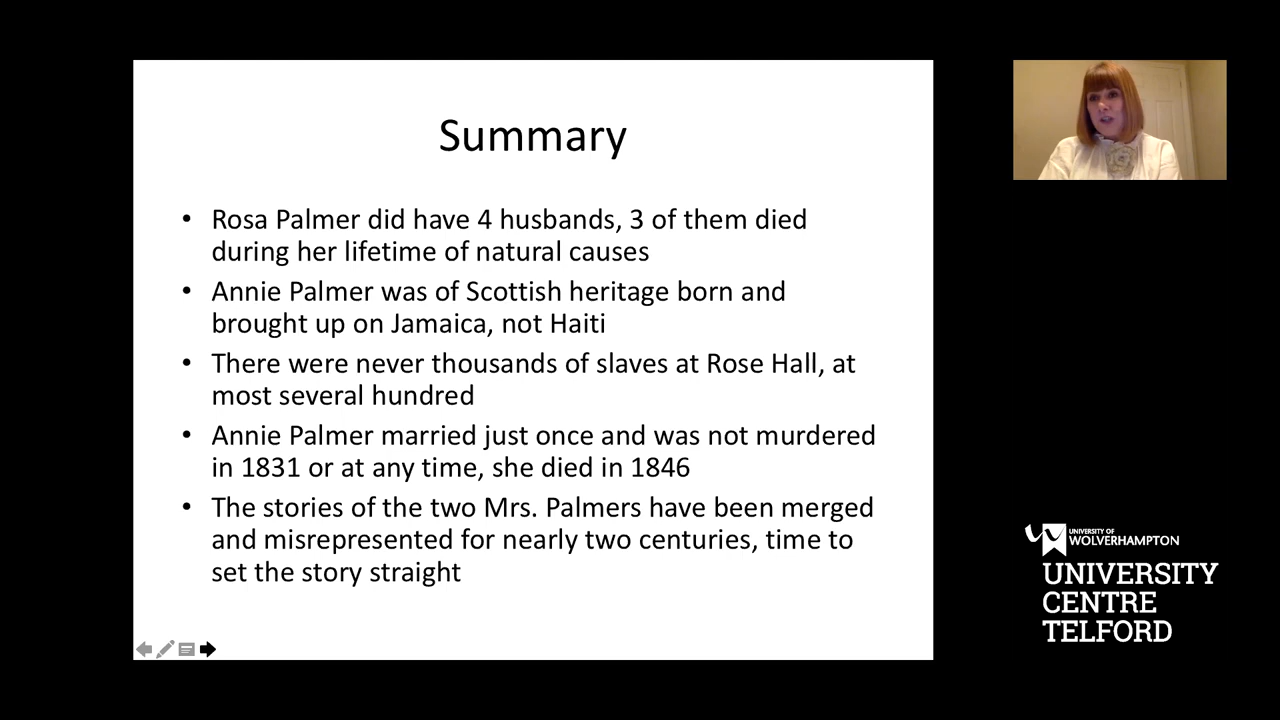 Summary
• Rosa Palmer did have 4 husbands, 3 of them died
during her lifetime of natural causes
• Annie Palmer was of Scottish heritage born and
brought up on Jamaica, not Haiti
• There were never thousands of slaves at Rose Hall, at
most several hundred
• Annie Palmer married just once and was not murdered
in 1831 or at any time, she died in 1846
• The stories of the two Mrs. Palmers have been merged
and misrepresented for nearly two centuries, time to
set the story straight
UNIVERSITY OF
WOLVERHAMPTON
UNIVERSITY
CENTRE
TELFORD